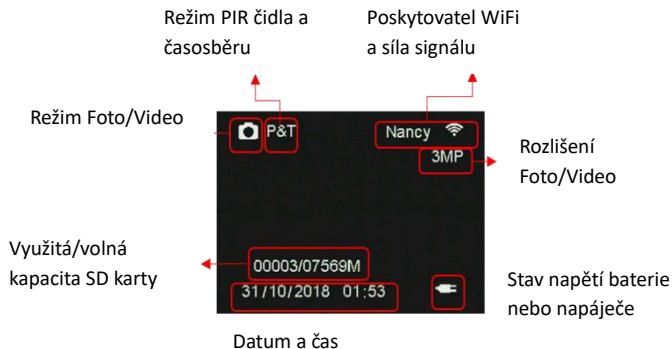 Režim PIR čidla a
časosběru
Poskytovatel WiFi
a síla signálu
Režim Foto/Video
P&T
Nancy
3MP
Rozlišení
Foto/Video
Využitá/volná
kapacita SD karty
00003/07569M
31/10/2018 01:53
Stav napětí baterie
nebo napáječe
Datum a čas